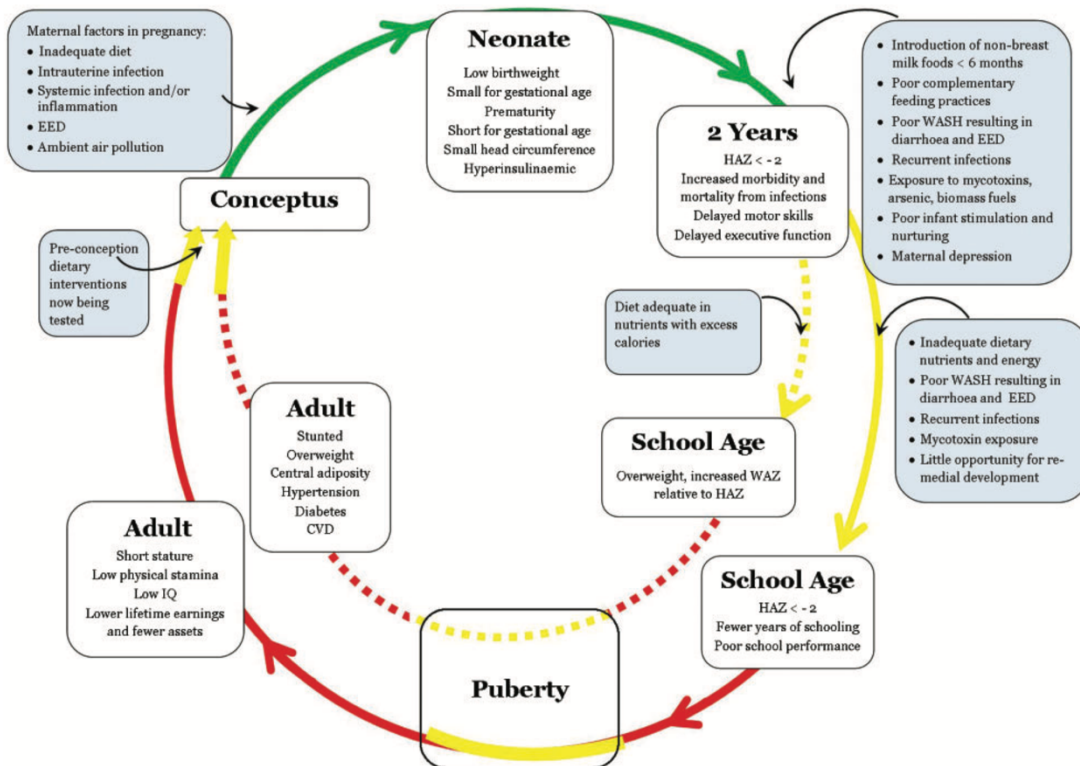 Maternal factors in pregnancy:
• Inadequate diet
• Intrauterine infection
• Systemic infection and/or
inflammation
• EED
• Ambient air pollution
Neonate
Low birthweight
Small for gestational age
Prematurity
Short for gestational age
Small head circumference
Hyperinsulinaemic
• Introduction of non-breast
milk foods < 6 months
• Poor complementary
feeding practices
• Poor WASH resulting in
diarrhoea and EED
• Recurrent infections
• Exposure to mycotoxins,
arsenic, biomass fuels
• Poor infant stimulation and
nurturing
• Maternal depression
2 Years
HAZ < - 2
Increased morbidity and
mortality from infections
Delayed motor skills
Delayed executive function
Conceptus
Pre-conception
dietary
interventions
now being
tested
Diet adequate in
nutrients with excess
calories
• Inadequate dietary
nutrients and energy
• Poor WASH resulting in
diarrhoea and EED
• Recurrent infections
• Mycotoxin exposure
• Little opportunity for re-
medial development
Adult
Stunted
Overweight
Central adiposity
Hypertension
Diabetes
CVD
School Age
Overweight, increased WAZ
relative to HAZ
Adult
Short stature
Low physical stamina
Low IQ
Lower lifetime earnings
and fewer assets
School Age
HAZ < - 2
Fewer years of schooling
Poor school performance
Puberty